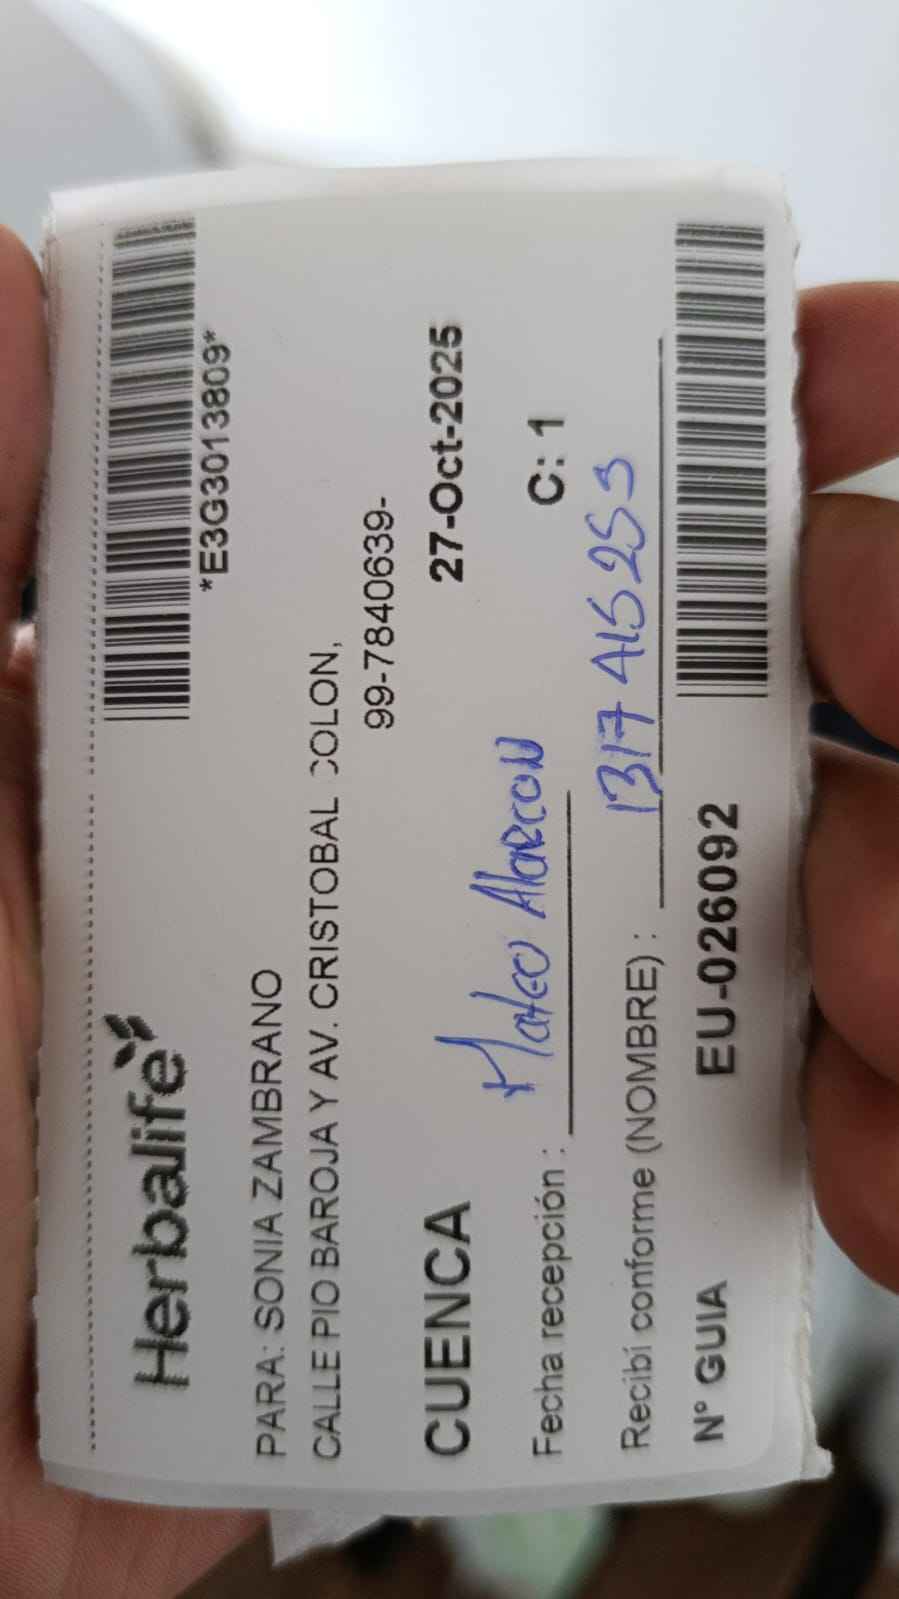 Herbalife
*E3G3013809*
PARA: SONIA ZAMBRANO
CALLE PIO BAROJA Y AV. CRISTOBAL COLON,
99-7840639-
CUENCA 27-Oct-2025
Fecha recepción : Mateo Alarcon C: 1
Recibí conforme (NOMBRE) : 1317415253
N° GUIA EU-026092